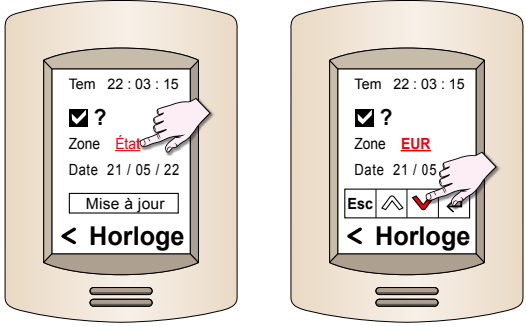 Tem 22 : 03 : 15
?
Zone État
Date 21 / 05 / 22
Mise à jour
< Horloge
Tem 22 : 03 : 15
?
Zone EUR
Date 21 / 05
Esc
< Horloge